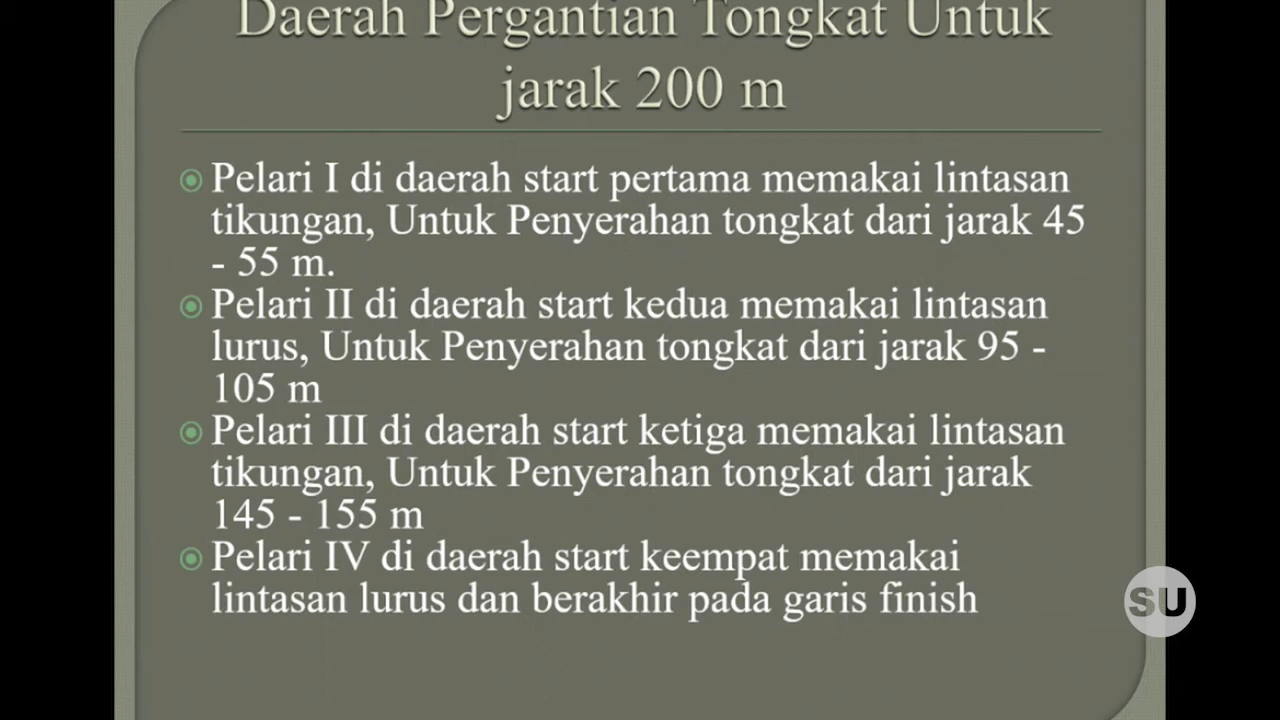 Daerah Pergantian Tongkat Untuk
jarak 200 m
Pelari I di daerah start pertama memakai lintasan
tikungan, Untuk Penyerahan tongkat dari jarak 45
- 55 m.
Pelari II di daerah start kedua memakai lintasan
lurus, Untuk Penyerahan tongkat dari jarak 95 -
105 m
Pelari III di daerah start ketiga memakai lintasan
tikungan, Untuk Penyerahan tongkat dari jarak
145 - 155 m
Pelari IV di daerah start keempat memakai
lintasan lurus dan berakhir pada garis finish
SU